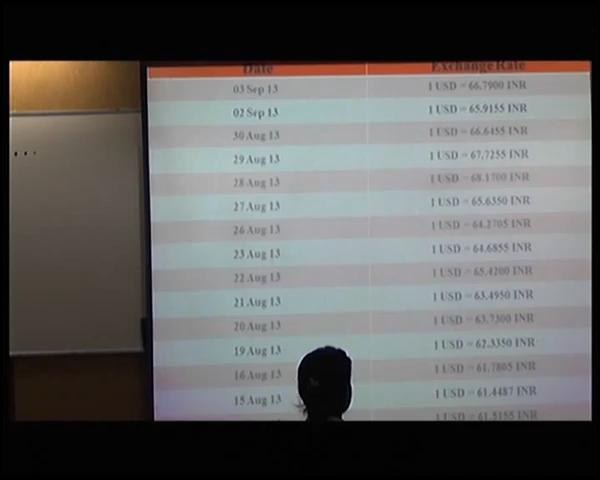 Date Exchange Rate
03 Sep 13 1 USD = 66.7900 INR
02 Sep 13 1 USD = 65.9155 INR
30 Aug 13 1 USD = 66.6455 INR
29 Aug 13 1 USD = 67.7255 INR
28 Aug 13 1 USD = 68.1700 INR
27 Aug 13 1 USD = 65.6350 INR
26 Aug 13 1 USD = 64.2705 INR
23 Aug 13 1 USD = 64.6855 INR
22 Aug 13 1 USD = 65.4200 INR
21 Aug 13 1 USD = 63.4950 INR
20 Aug 13 1 USD = 63.7300 INR
19 Aug 13 1 USD = 62.3350 INR
16 Aug 13 1 USD = 61.7805 INR
15 Aug 13 1 USD = 61.4487 INR
1 USD = 61.5155 INR